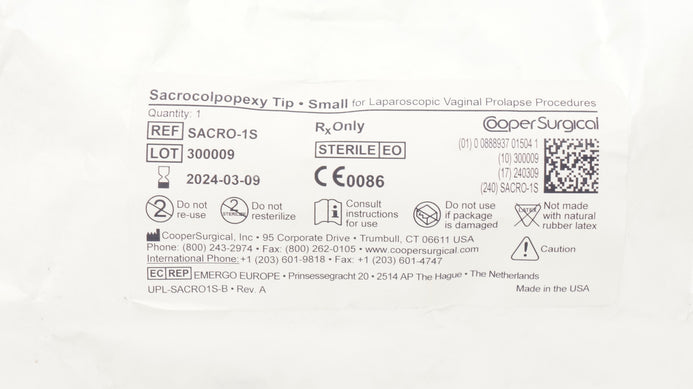 Sacrocolpopexy Tip • Small for Laparoscopic Vaginal Prolapse Procedures
Quantity: 1
REF SACRO-1S
RxOnly
CooperSurgical
LOT 300009
STERILE EO
(01) 0 0888937 01504 1
(10) 300009
(17) 240309
(240) SACRO-1S
2024-03-09
CE0086
2 Do not re-use
2 STERILIZE Do not resterilize
i Consult instructions for use
Do not use if package is damaged
LATEX Not made with natural rubber latex
CooperSurgical, Inc • 95 Corporate Drive • Trumbull, CT 06611 USA
Phone: (800) 243-2974 • Fax: (800) 262-0105 • www.coopersurgical.com
International Phone: +1 (203) 601-9818 • Fax: +1 (203) 601-4747
Caution
EC REP EMERGO EUROPE • Prinsessegracht 20 • 2514 AP The Hague • The Netherlands
UPL-SACRO1S-B • Rev. A
Made in the USA